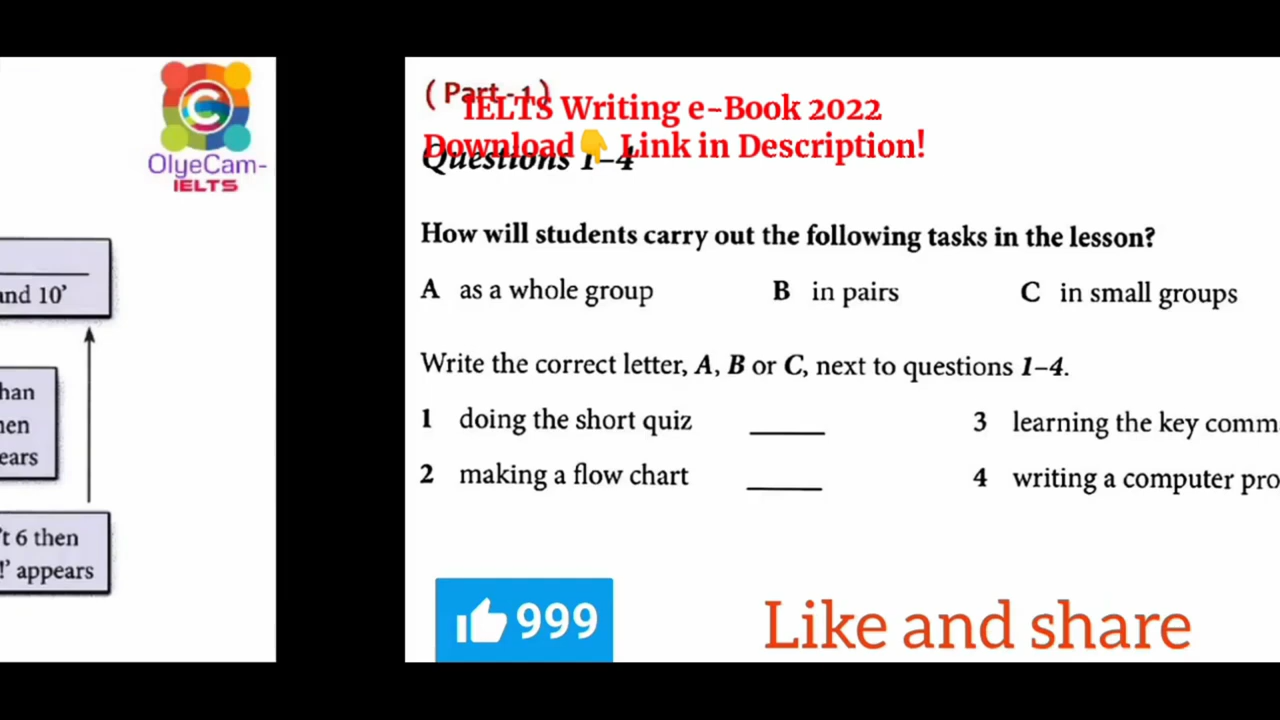 OlyeCam-
IELTS
and 10'
han
hen
ears
't 6 then
!' appears
( Part - 1 )
IELTS Writing e-Book 2022
Download👇 Link in Description!
Questions 1–4
How will students carry out the following tasks in the lesson?
A as a whole group B in pairs C in small groups
Write the correct letter, A, B or C, next to questions 1–4.
1 doing the short quiz ____ 3 learning the key comm
2 making a flow chart ____ 4 writing a computer pro
999
Like and share